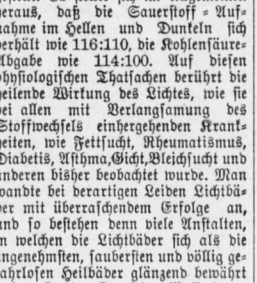 heraus, daß die Sauerstoff-Auf-
nahme im Hellen und Dunkeln sich
verhält wie 116:110, die Kohlensäure-
Abgabe wie 114:100. Auf diesen
physiologischen Thatsachen berührt die
heilende Wirkung des Lichtes, wie sie
bei allen mit Verlangsamung des
Stoffwechsels einhergehenden Krank-
heiten, wie Fettsucht, Rheumatismus,
Diabetis, Asthma, Gicht, Bleichsucht und
anderen bisher beobachtet wurde. Man
wandte bei derartigen Leiden Lichtbä-
der mit überraschendem Erfolge an,
und so bestehen denn viele Anstalten,
in welchen die Lichtbäder sich als die
angenehmsten, saubersten und völlig ge-
fahrlosen Heilbäder glänzend bewährt